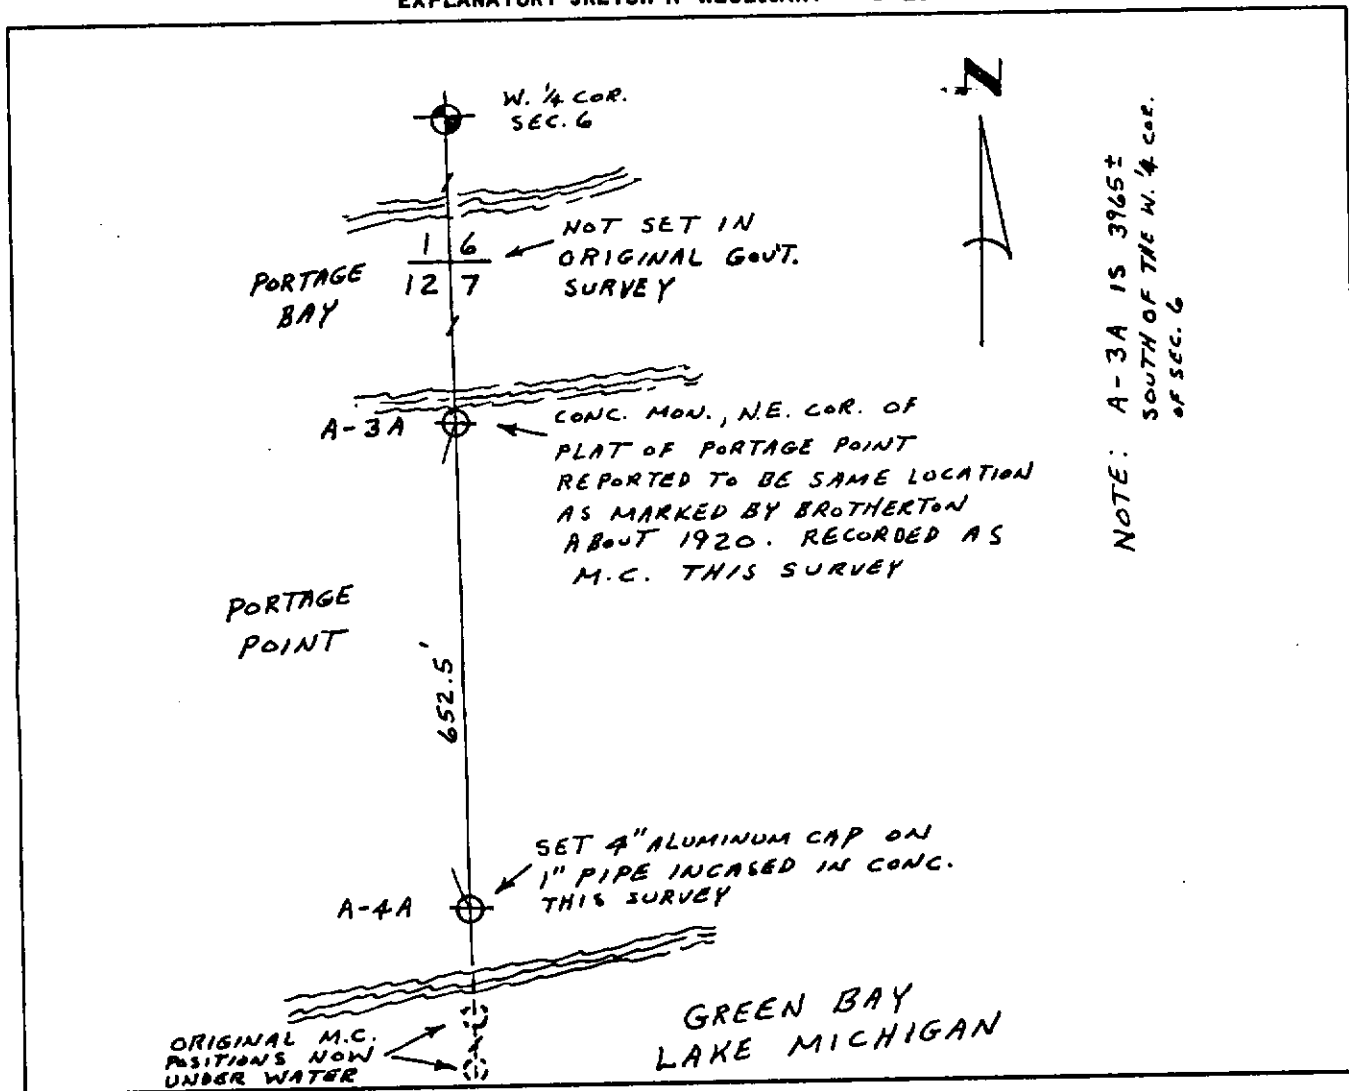 W. 1/4 COR.
SEC. 6
N
NOT SET IN
ORIGINAL GOUT.
SURVEY
1 6
12 7
PORTAGE
BAY
NOTE: A-3A IS 3965±
SOUTH OF THE W. 1/4 COR.
OF SEC. 6
A-3A
CONC. MON., N.E. COR. OF
PLAT OF PORTAGE POINT
REPORTED TO BE SAME LOCATION
AS MARKED BY BROTHERTON
ABOUT 1920. RECORDED AS
M.C. THIS SURVEY
PORTAGE
POINT
652.5'
SET 4" ALUMINUM CAP ON
1" PIPE INCASED IN CONC.
THIS SURVEY
A-4A
GREEN BAY
LAKE MICHIGAN
ORIGINAL M.C.
POSITIONS NOW
UNDER WATER